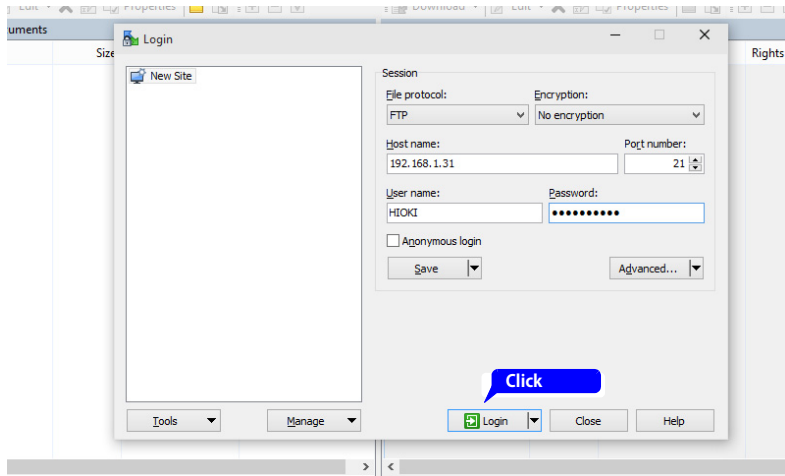 Edit Properties Download Edit Properties
uments
Size
Rights
Login
New Site
Session
File protocol:
Encryption:
FTP
No encryption
Host name:
Port number:
192.168.1.31
21
User name:
Password:
HIOKI
●●●●●●●●●●
Anonymous login
Save
Advanced...
Click
Tools
Manage
Login
Close
Help